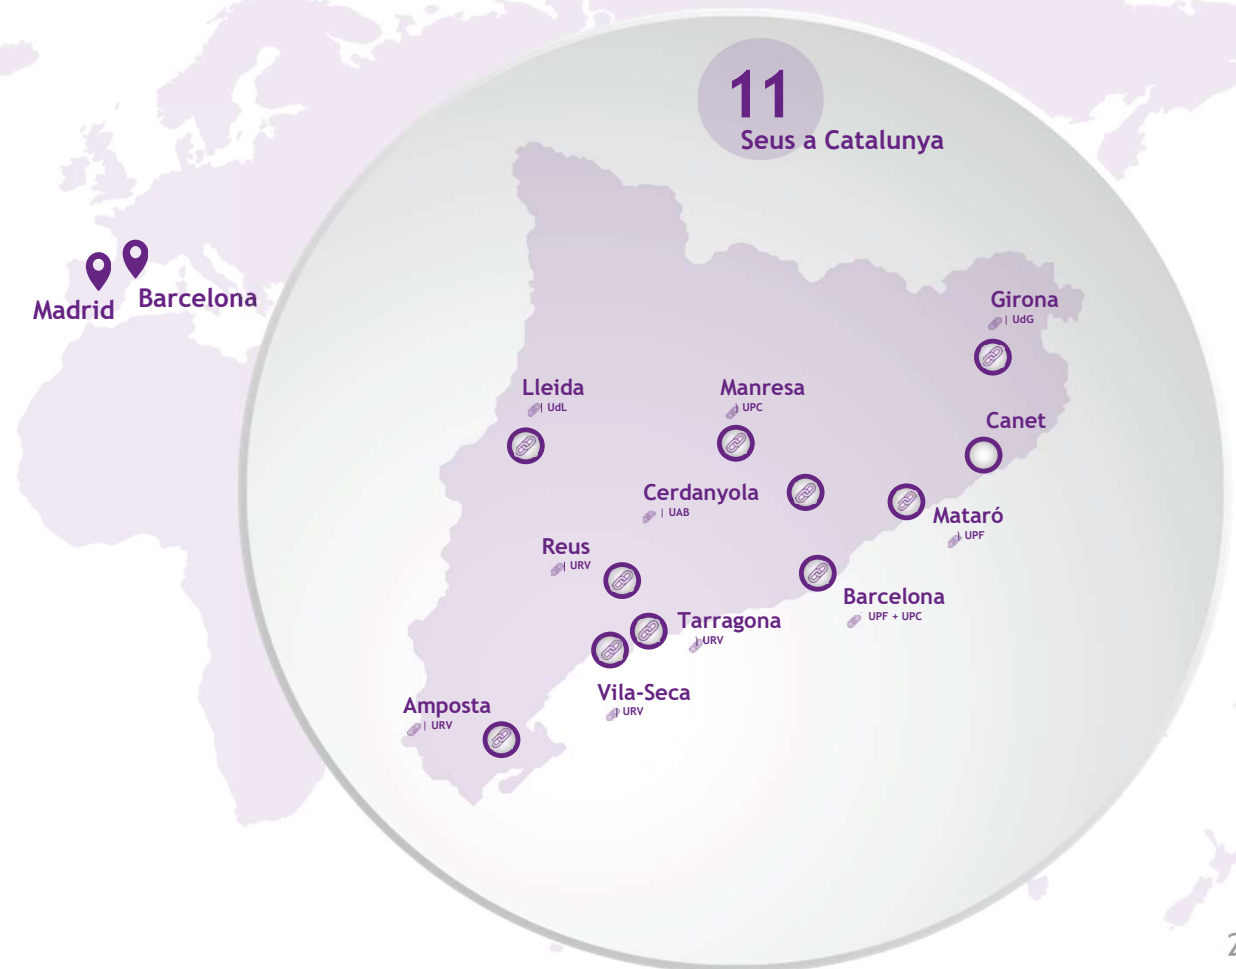 11
Seus a Catalunya
Madrid
Barcelona
Girona
| UdG
Lleida
| UdL
Manresa
| UPC
Canet
Cerdanyola
| UAB
Mataró
| UPF
Reus
| URV
Barcelona
UPF + UPC
Tarragona
| URV
Vila-Seca
| URV
Amposta
| URV